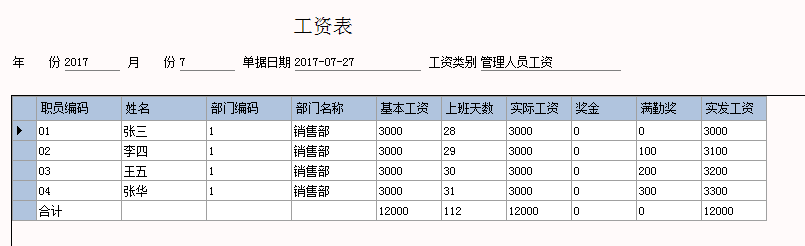 工资表
年 份 2017 月 份 7 单据日期 2017-07-27 工资类别 管理人员工资
职员编码 姓名 部门编码 部门名称 基本工资 上班天数 实际工资 奖金 满勤奖 实发工资
01 张三 1 销售部 3000 28 3000 0 0 3000
02 李四 1 销售部 3000 29 3000 0 100 3100
03 王五 1 销售部 3000 30 3000 0 200 3200
04 张华 1 销售部 3000 31 3000 0 300 3300
合计 12000 112 12000 0 0 12000